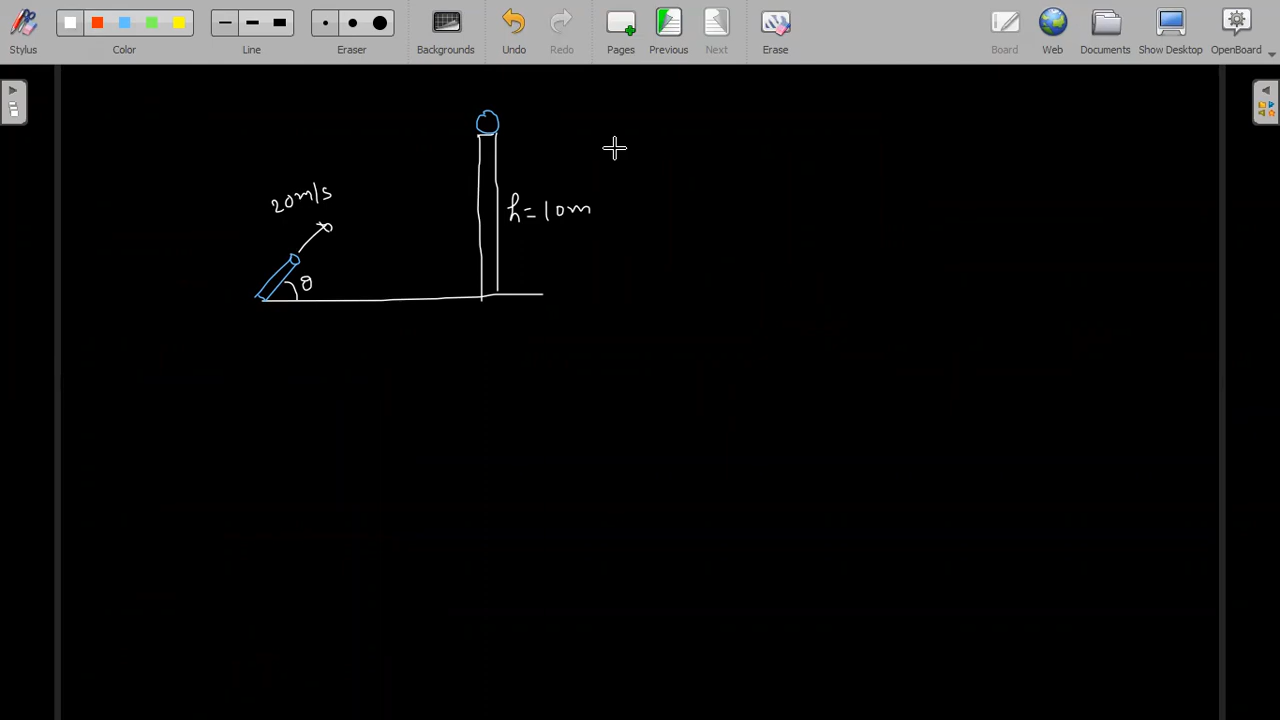 Stylus
Color
Line
Eraser
Backgrounds
Undo
Redo
Pages
Previous
Next
Erase
Board
Web
Documents
Show Desktop
OpenBoard
20m/s
h=10m
θ